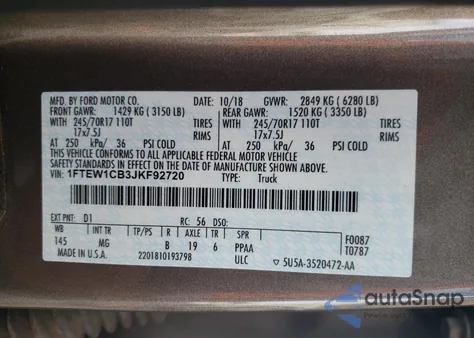 MFD. BY FORD MOTOR CO. DATE: 10/18 GVWR: 2849 KG ( 6280 LB)
FRONT GAWR: 1429 KG ( 3150 LB) REAR GAWR: 1520 KG ( 3350 LB)
WITH 245/70R17 110T TIRES WITH 245/70R17 110T TIRES
17x7.5J RIMS 17x7.5J RIMS
AT 250 kPa/ 36 PSI COLD AT 250 kPa/ 36 PSI COLD
THIS VEHICLE CONFORMS TO ALL APPLICABLE FEDERAL MOTOR VEHICLE
SAFETY STANDARDS IN EFFECT ON THE DATE OF MANUFACTURE SHOWN ABOVE.
VIN: 1FTEW1CB3JKF92720 TYPE: Truck
EXT PNT: D1 RC: 56 DSO:
WB TP/PS R AXLE TR SPR F0087
145 MG B 19 6 PPAA T0787
MADE IN U.S.A. 2201810193798 ULC ▽ 5U5A-3520472-AA
autoSnap
Powered by Carketa